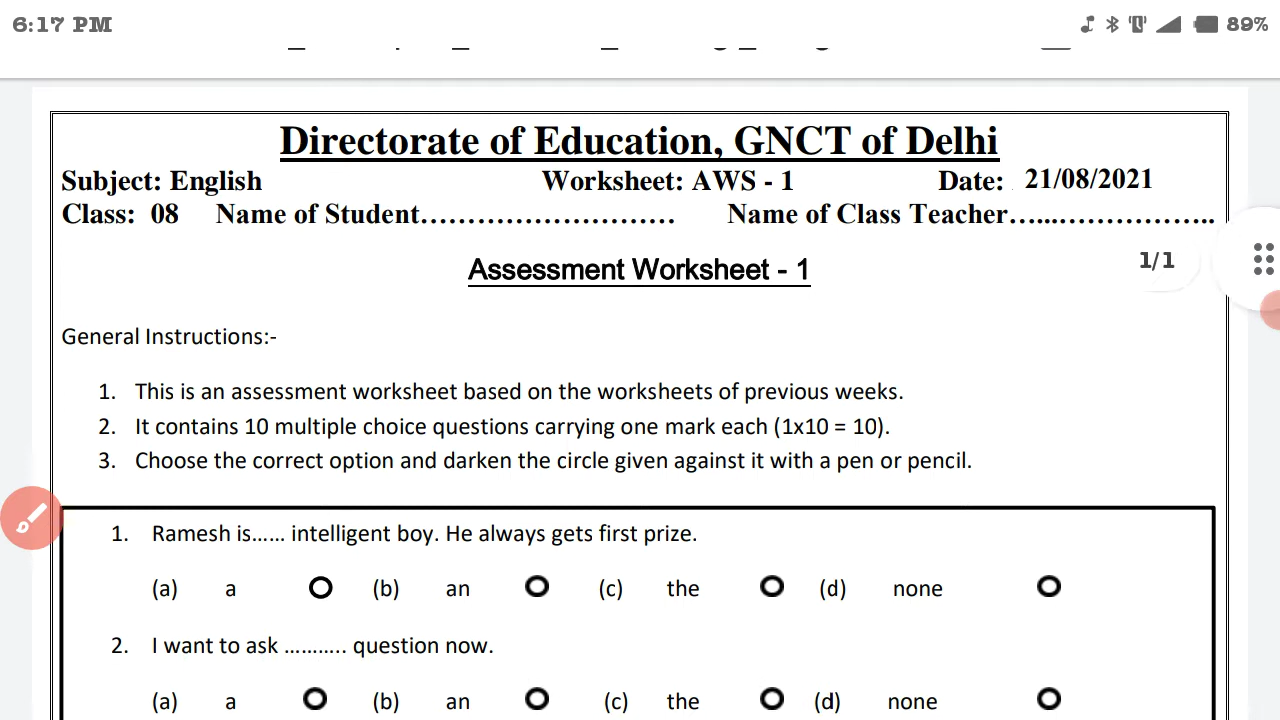 6:17 PM
89%
Directorate of Education, GNCT of Delhi
Subject: English Worksheet: AWS - 1 Date: 21/08/2021
Class: 08 Name of Student........................... Name of Class Teacher......................
Assessment Worksheet - 1
1/1
General Instructions:-
1. This is an assessment worksheet based on the worksheets of previous weeks.
2. It contains 10 multiple choice questions carrying one mark each (1x10 = 10).
3. Choose the correct option and darken the circle given against it with a pen or pencil.
1. Ramesh is...... intelligent boy. He always gets first prize.
(a) a (b) an (c) the (d) none
2. I want to ask ........... question now.
(a) a (b) an (c) the (d) none